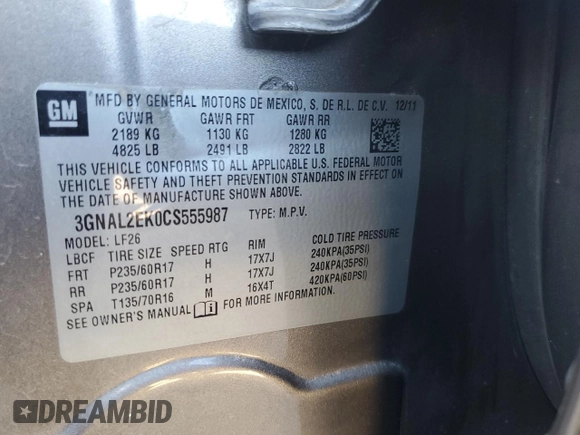 GM
MFD BY GENERAL MOTORS DE MEXICO, S. DE R.L. DE C.V. 12/11
GVWR GAWR FRT GAWR RR
2189 KG 1130 KG 1280 KG
4825 LB 2491 LB 2822 LB
THIS VEHICLE CONFORMS TO ALL APPLICABLE U.S. FEDERAL MOTOR
VEHICLE SAFETY AND THEFT PREVENTION STANDARDS IN EFFECT ON
THE DATE OF MANUFACTURE SHOWN ABOVE.
3GNAL2EK0CS555987 TYPE: M.P.V.
MODEL: LF26
LBCF TIRE SIZE SPEED RTG RIM COLD TIRE PRESSURE
FRT P235/60R17 H 17X7J 240KPA(35PSI)
RR P235/60R17 H 17X7J 240KPA(35PSI)
SPA T135/70R16 M 16X4T 420KPA(60PSI)
SEE OWNER'S MANUAL FOR MORE INFORMATION.
DREAMBID